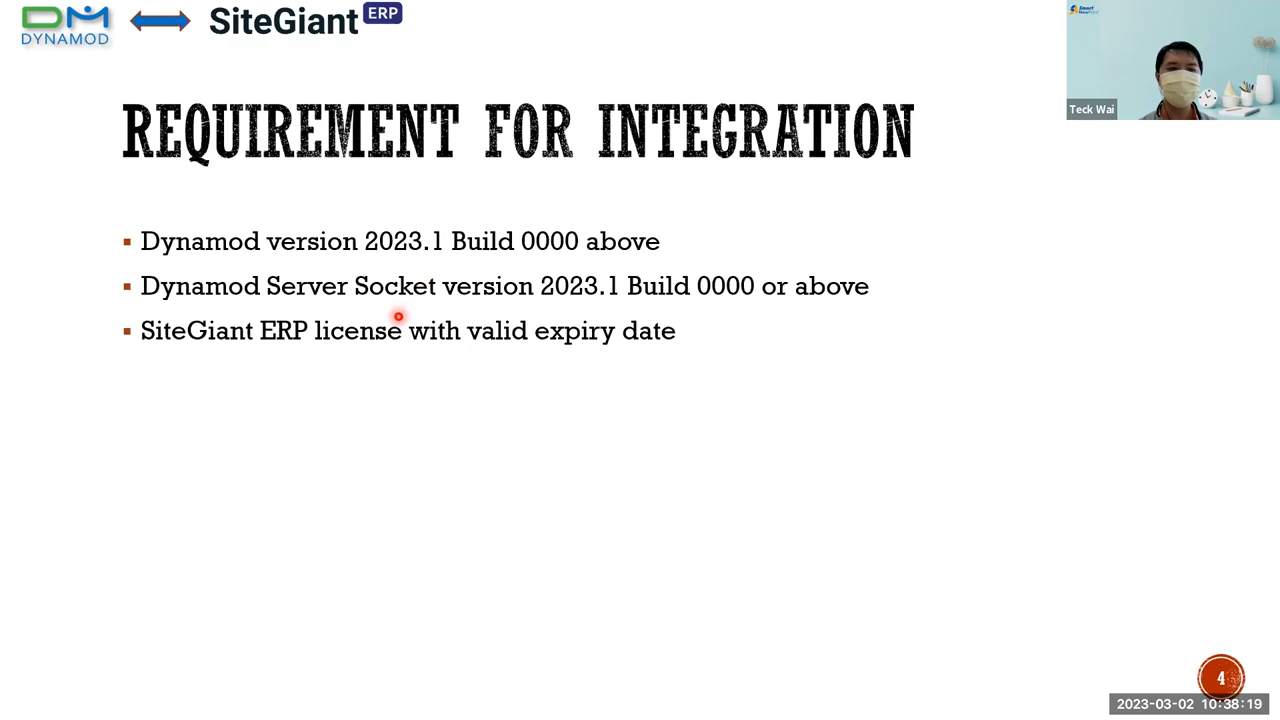 DM
DYNAMOD
SiteGiant ERP
Teck Wai
REQUIREMENT FOR INTEGRATION
Dynamod version 2023.1 Build 0000 above
Dynamod Server Socket version 2023.1 Build 0000 or above
SiteGiant ERP license with valid expiry date
4
2023-03-02 10:38:19